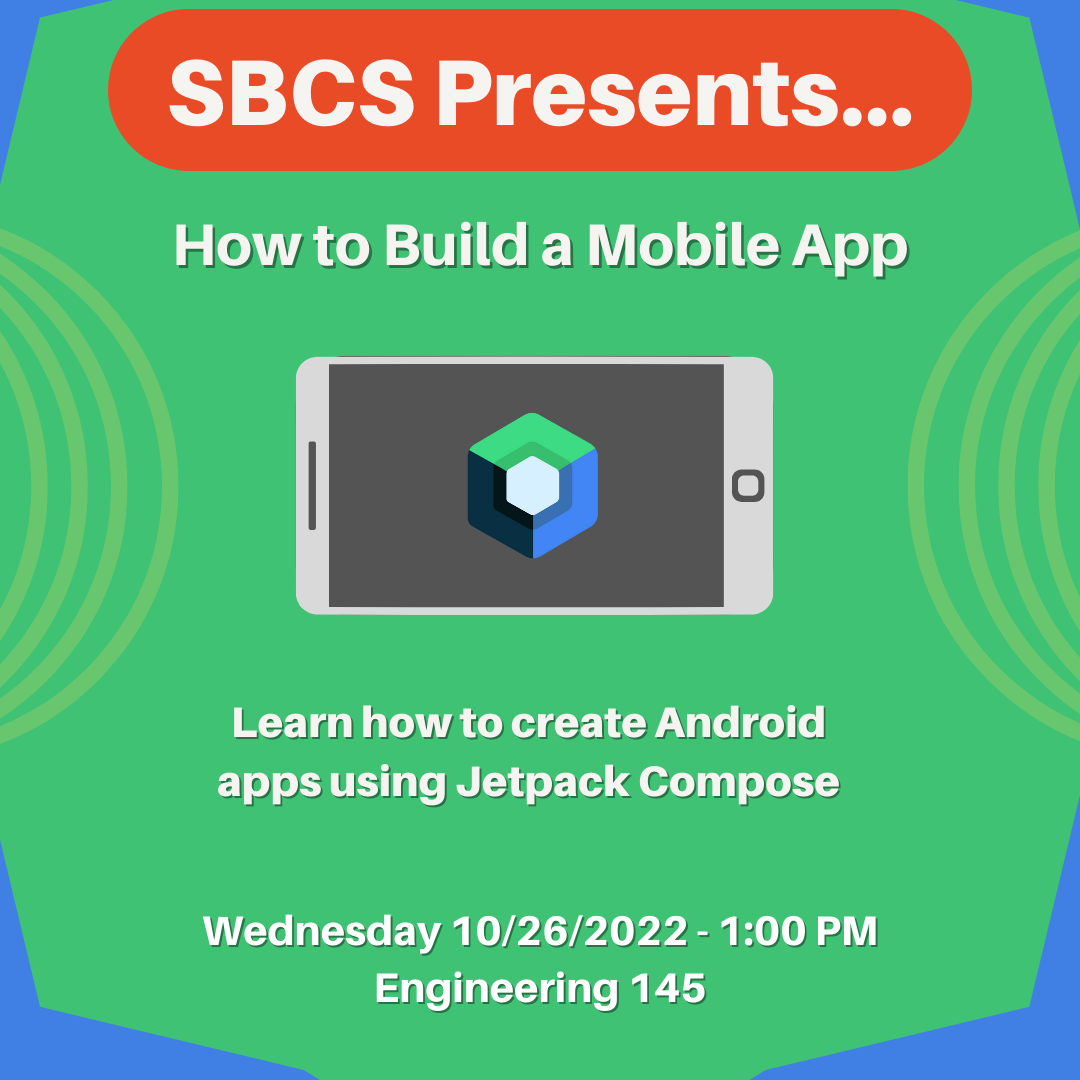 SBCS Presents...
How to Build a Mobile App
Learn how to create Android
apps using Jetpack Compose
Wednesday 10/26/2022 - 1:00 PM
Engineering 145